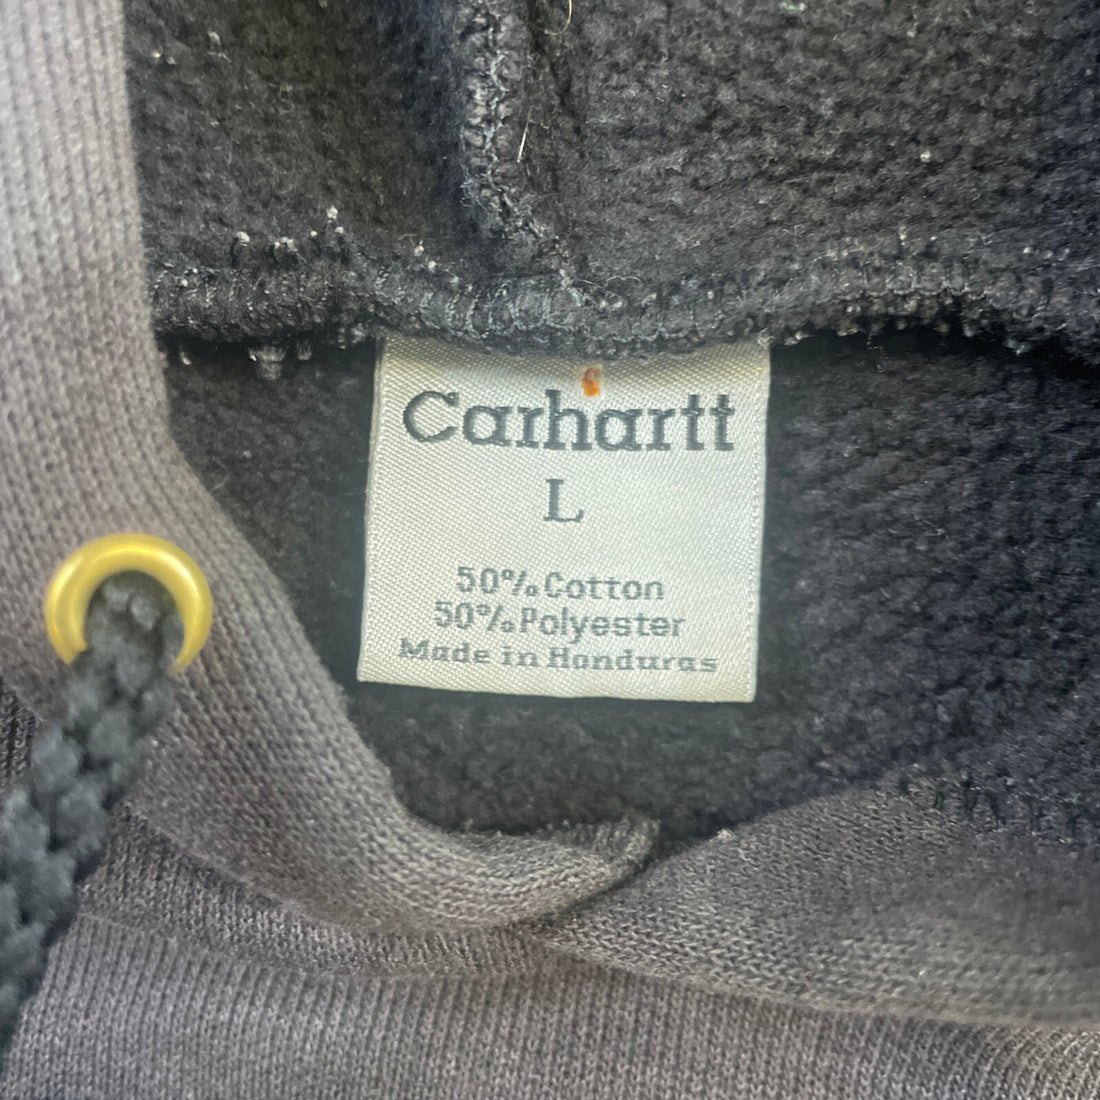 Carhartt
L
50% Cotton
50% Polyester
Made in Honduras